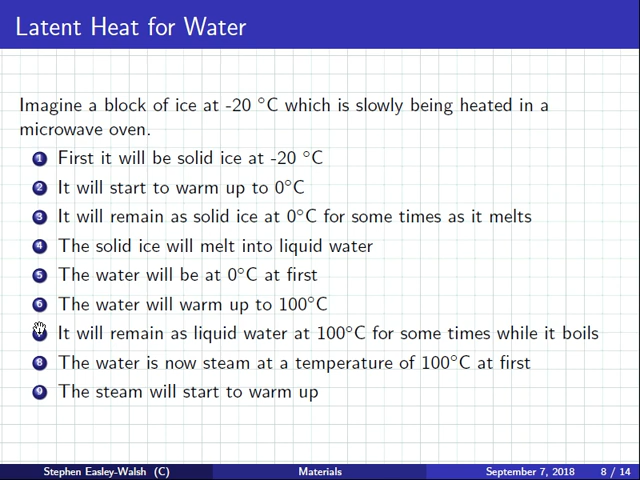 Latent Heat for Water
Imagine a block of ice at -20 °C which is slowly being heated in a
microwave oven.
1 First it will be solid ice at -20 °C
2 It will start to warm up to 0°C
3 It will remain as solid ice at 0°C for some times as it melts
4 The solid ice will melt into liquid water
5 The water will be at 0°C at first
6 The water will warm up to 100°C
It will remain as liquid water at 100°C for some times while it boils
8 The water is now steam at a temperature of 100°C at first
9 The steam will start to warm up
Stephen Easley-Walsh (C) Materials September 7, 2018 8 / 14